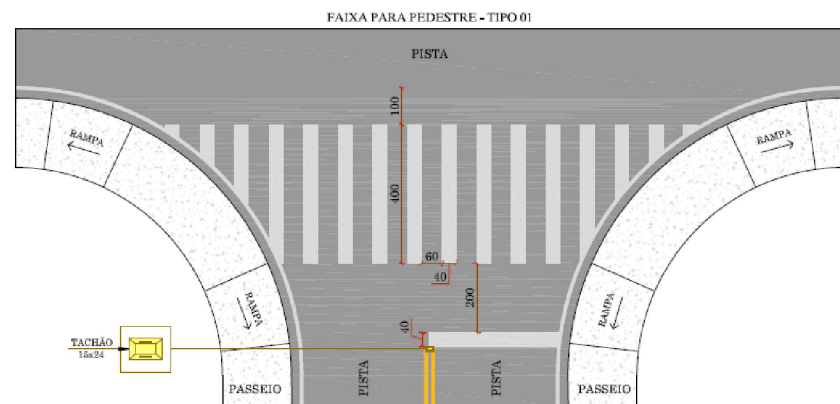 FAIXA PARA PEDESTRE - TIPO 01
PISTA
100
RAMPA
RAMPA
400
60
40
200
RAMPA
RAMPA
40
TACHÃO
15x24
PISTA
PISTA
PASSEIO
PASSEIO